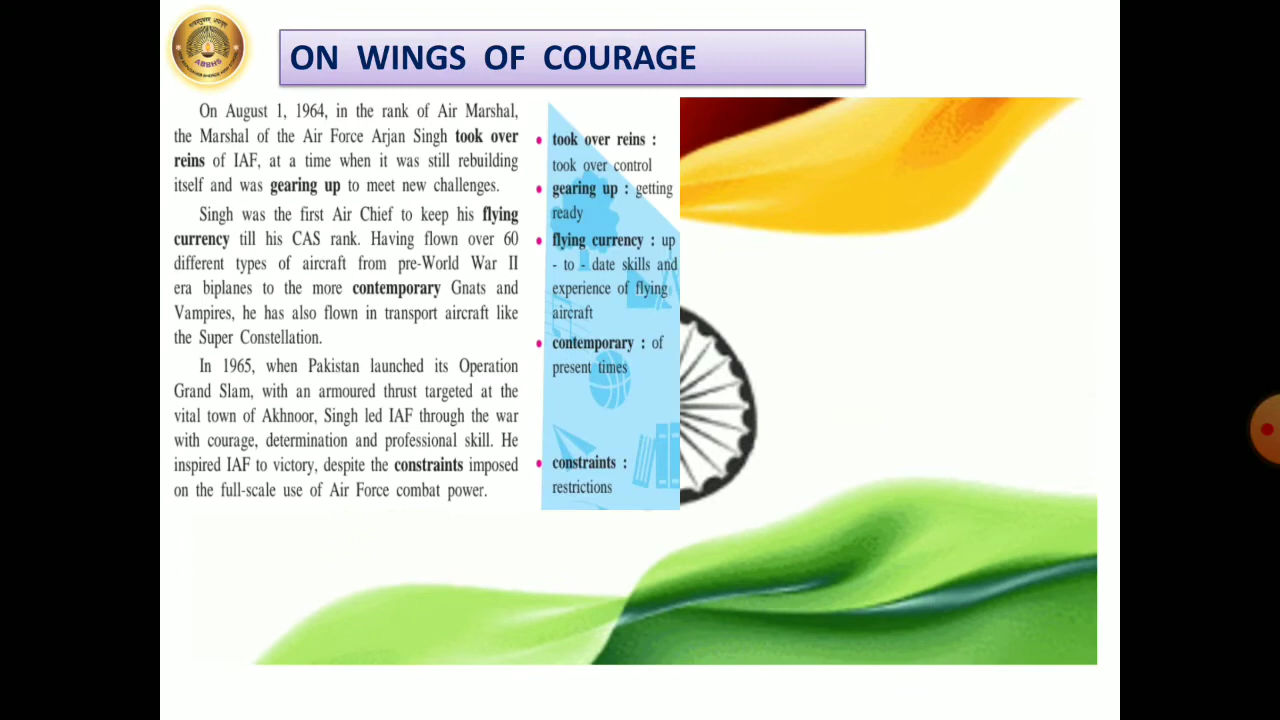 ON WINGS OF COURAGE
ABBHS
On August 1, 1964, in the rank of Air Marshal,
the Marshal of the Air Force Arjan Singh took over
reins of IAF, at a time when it was still rebuilding
itself and was gearing up to meet new challenges.
Singh was the first Air Chief to keep his flying
currency till his CAS rank. Having flown over 60
different types of aircraft from pre-World War II
era biplanes to the more contemporary Gnats and
Vampires, he has also flown in transport aircraft like
the Super Constellation.
In 1965, when Pakistan launched its Operation
Grand Slam, with an armoured thrust targeted at the
vital town of Akhnoor, Singh led IAF through the war
with courage, determination and professional skill. He
inspired IAF to victory, despite the constraints imposed
on the full-scale use of Air Force combat power.
• took over reins :
took over control
• gearing up : getting
ready
• flying currency : up
- to - date skills and
experience of flying
aircraft
• contemporary : of
present times
• constraints :
restrictions